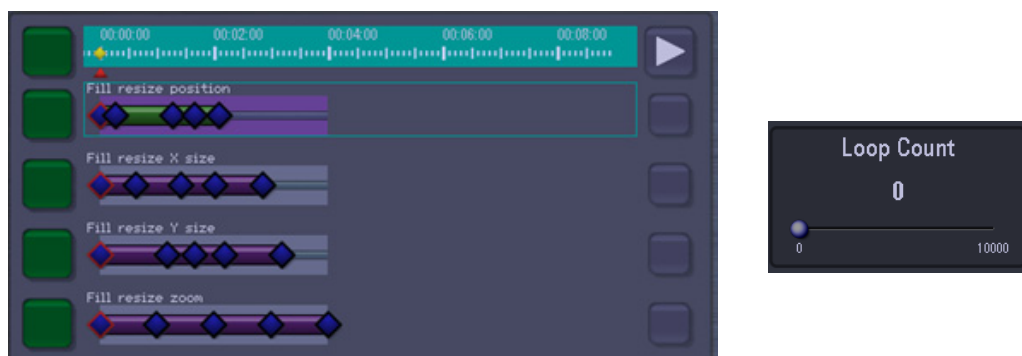 00:00:00 00:02:00 00:04:00 00:06:00 00:08:00
Fill resize position
Fill resize X size
Fill resize Y size
Fill resize zoom
Loop Count
0
0 10000